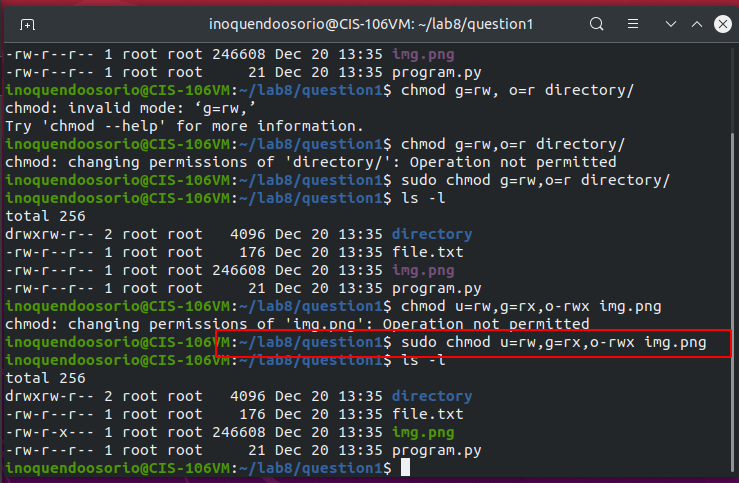 inoquendoosorio@CIS-106VM: ~/lab8/question1
-rw-r--r-- 1 root root 246608 Dec 20 13:35 img.png
-rw-r--r-- 1 root root     21 Dec 20 13:35 program.py
inoquendoosorio@CIS-106VM:~/lab8/question1$ chmod g=rw, o=r directory/
chmod: invalid mode: ‘g=rw,’
Try 'chmod --help' for more information.
inoquendoosorio@CIS-106VM:~/lab8/question1$ chmod g=rw,o=r directory/
chmod: changing permissions of 'directory/': Operation not permitted
inoquendoosorio@CIS-106VM:~/lab8/question1$ sudo chmod g=rw,o=r directory/
inoquendoosorio@CIS-106VM:~/lab8/question1$ ls -l
total 256
drwxrw-r-- 2 root root   4096 Dec 20 13:35 directory
-rw-r--r-- 1 root root    176 Dec 20 13:35 file.txt
-rw-r--r-- 1 root root 246608 Dec 20 13:35 img.png
-rw-r--r-- 1 root root     21 Dec 20 13:35 program.py
inoquendoosorio@CIS-106VM:~/lab8/question1$ chmod u=rw,g=rx,o-rwx img.png
chmod: changing permissions of 'img.png': Operation not permitted
inoquendoosorio@CIS-106VM:~/lab8/question1$ sudo chmod u=rw,g=rx,o-rwx img.png
inoquendoosorio@CIS-106VM:~/lab8/question1$ ls -l
total 256
drwxrw-r-- 2 root root   4096 Dec 20 13:35 directory
-rw-r--r-- 1 root root    176 Dec 20 13:35 file.txt
-rw-r-x--- 1 root root 246608 Dec 20 13:35 img.png
-rw-r--r-- 1 root root     21 Dec 20 13:35 program.py
inoquendoosorio@CIS-106VM:~/lab8/question1$